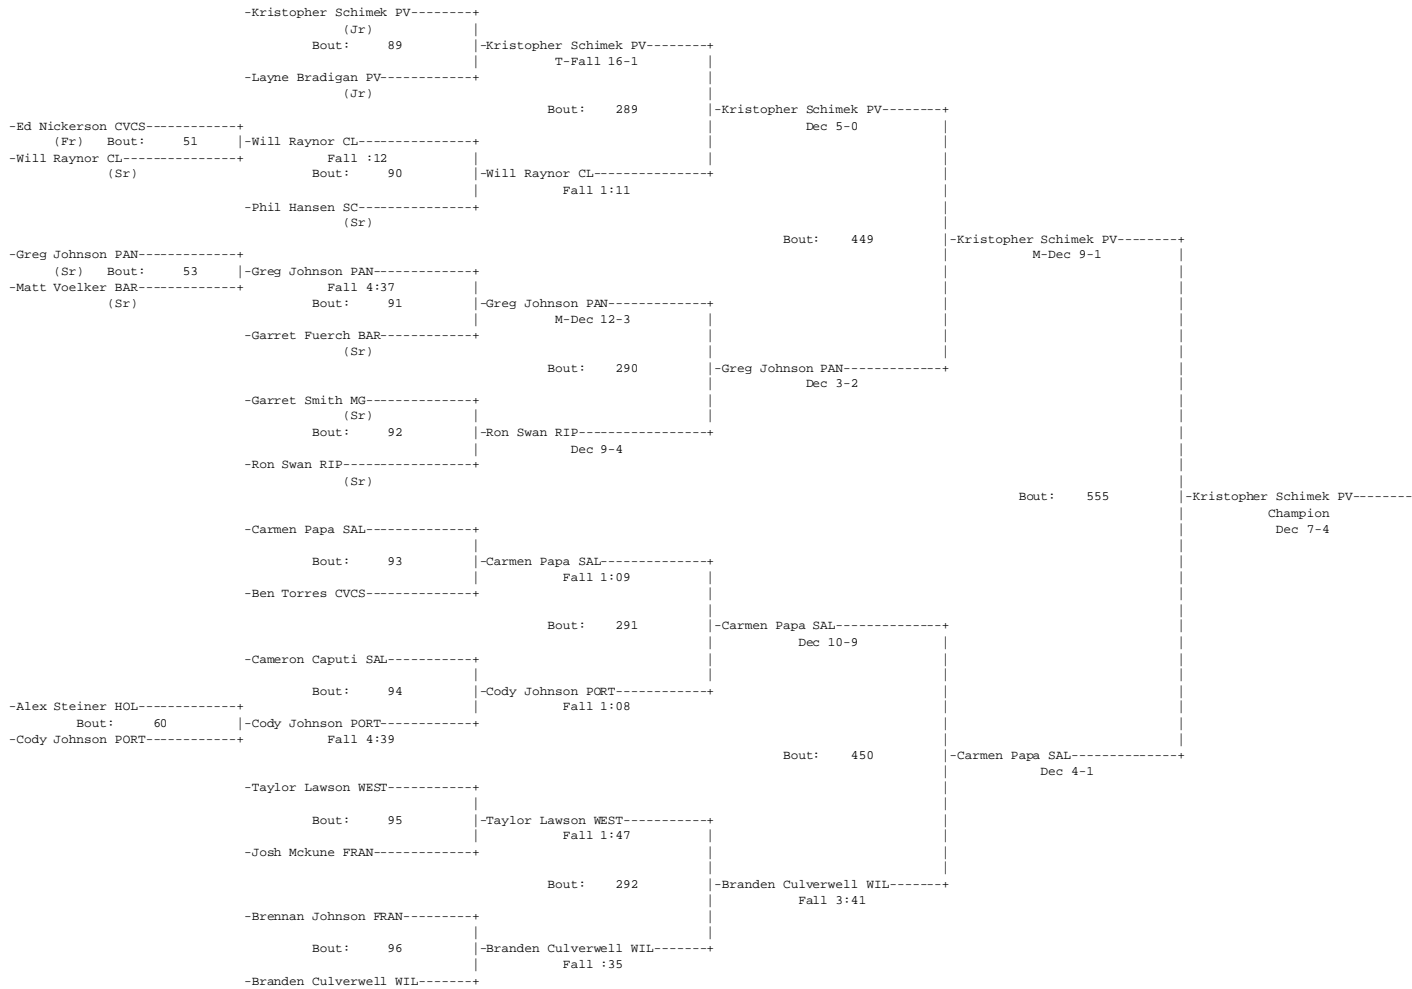 -Kristopher Schimek PV--------+
(Jr) |
Bout: 89 |-Kristopher Schimek PV--------+
| T-Fall 16-1 |
-Layne Bradigan PV------------+ |
(Jr) |
Bout: 289 |-Kristopher Schimek PV--------+
-Ed Nickerson CVCS------------+ | Dec 5-0 |
(Fr) Bout: 51 |-Will Raynor CL---------------+ | |
-Will Raynor CL---------------+ Fall :12 | | |
(Sr) Bout: 90 |-Will Raynor CL---------------+ |
| Fall 1:11 |
-Phil Hansen SC---------------+ |
(Sr) |
Bout: 449 |-Kristopher Schimek PV--------+
-Greg Johnson PAN-------------+ | M-Dec 9-1 |
(Sr) Bout: 53 |-Greg Johnson PAN-------------+ | |
-Matt Voelker BAR-------------+ Fall 4:37 | | |
(Sr) Bout: 91 |-Greg Johnson PAN-------------+ | |
| M-Dec 12-3 | | |
-Garret Fuerch BAR------------+ | | |
(Sr) | | |
Bout: 290 |-Greg Johnson PAN-------------+ |
| Dec 3-2 |
-Garret Smith MG--------------+ | |
(Sr) | | |
Bout: 92 |-Ron Swan RIP-----------------+ |
| Dec 9-4 |
-Ron Swan RIP-----------------+ |
(Sr) |
Bout: 555 |-Kristopher Schimek PV--------
| Champion
-Carmen Papa SAL--------------+ | Dec 7-4
| |
Bout: 93 |-Carmen Papa SAL--------------+ |
| Fall 1:09 | |
-Ben Torres CVCS--------------+ | |
| |
Bout: 291 |-Carmen Papa SAL--------------+ |
| Dec 10-9 | |
-Cameron Caputi SAL-----------+ | | |
| | | |
Bout: 94 |-Cody Johnson PORT------------+ | |
-Alex Steiner HOL-------------+ | Fall 1:08 | |
Bout: 60 |-Cody Johnson PORT------------+ | |
-Cody Johnson PORT------------+ Fall 4:39 | |
Bout: 450 |-Carmen Papa SAL--------------+
| Dec 4-1
-Taylor Lawson WEST-----------+ |
| |
Bout: 95 |-Taylor Lawson WEST-----------+ |
| Fall 1:47 | |
-Josh Mckune FRAN-------------+ | |
| |
Bout: 292 |-Branden Culverwell WIL-------+
| Fall 3:41
-Brennan Johnson FRAN---------+ |
| |
Bout: 96 |-Branden Culverwell WIL-------+
| Fall :35
-Branden Culverwell WIL-------+